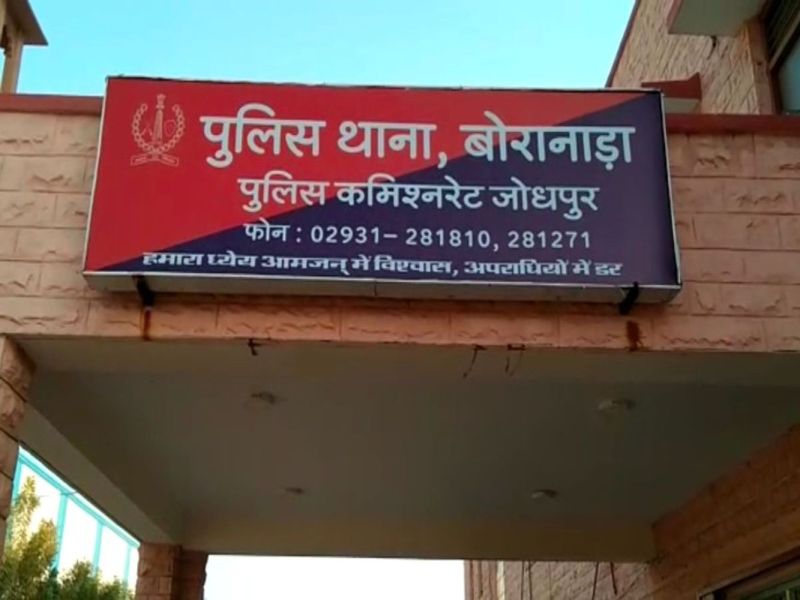 पुलिस थाना, बोरानाड़ा
पुलिस कमिश्नरेट जोधपुर
फोन : 02931– 281810, 281271
हमारा ध्येय आमजन् में विश्वास, अपराधियों में डर